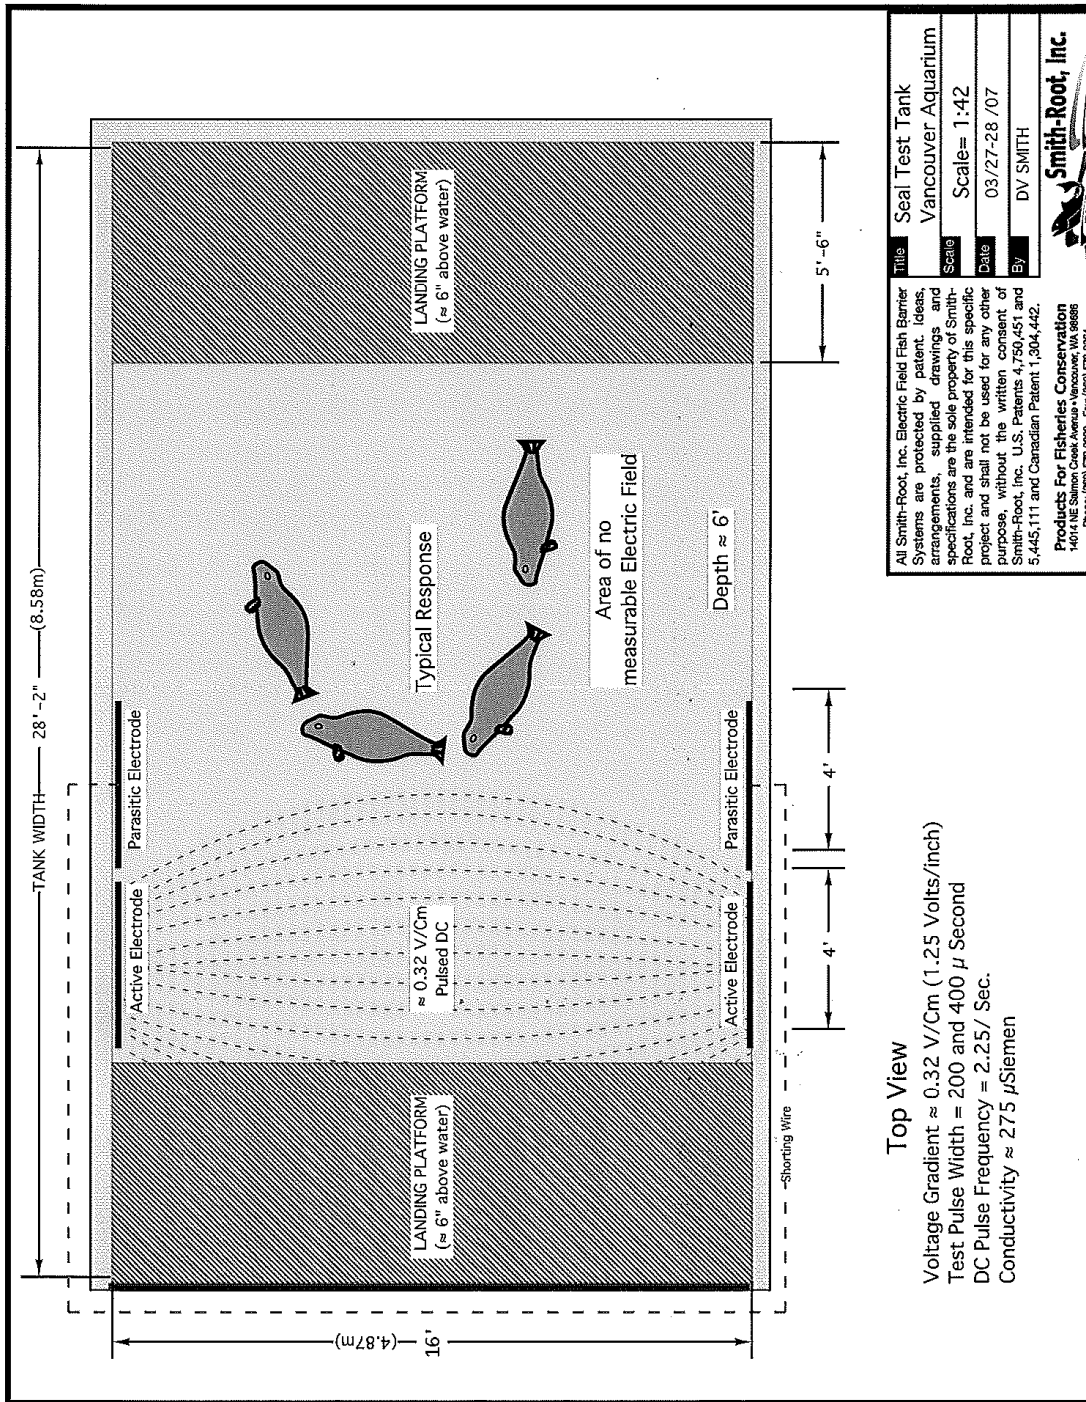 TANK WIDTH
28' -2"
(8.58m)
16'
(4.87m)
LANDING PLATFORM
(≈ 6" above water)
Active Electrode
Parasitic Electrode
≈ 0.32 V/Cm
Pulsed DC
Typical Response
Area of no
measurable Electric Field
Depth ≈ 6'
LANDING PLATFORM
(≈ 6" above water)
Active Electrode
Parasitic Electrode
4'
4'
5' -6"
Shorting Wire
Top View
Voltage Gradient ≈ 0.32 V/Cm (1.25 Volts/inch)
Test Pulse Width = 200 and 400 µ Second
DC Pulse Frequency = 2.25/ Sec.
Conductivity ≈ 275 µSiemen
All Smith-Root, Inc. Electric Field Fish Barrier
Systems are protected by patent. Ideas,
arrangements, supplied drawings and
specifications are the sole property of Smith-
Root, Inc. and are intended for this specific
project and shall not be used for any other
purpose, without the written consent of
Smith-Root, Inc. U.S. Patents 4,750,451 and
5,445,111 and Canadian Patent 1,304,442.
Products For Fisheries Conservation
14014 NE Salmon Creek Avenue • Vancouver, WA 98686
Title
Seal Test Tank
Vancouver Aquarium
Scale
Scale= 1:42
Date
03/27-28 /07
By
DV SMITH
Smith-Root, Inc.